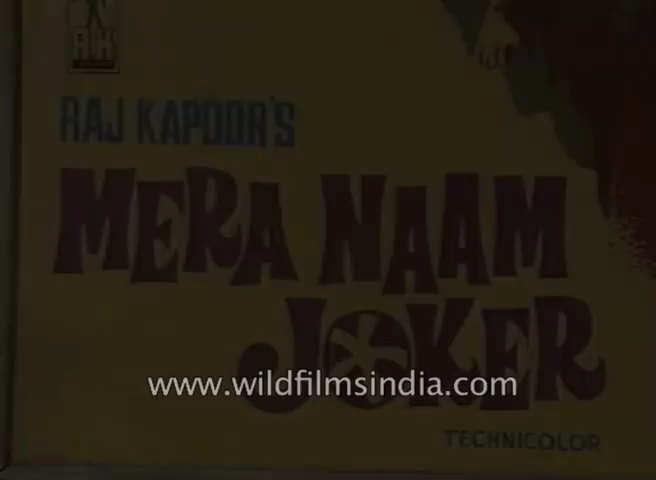 RAJ KAPOOR'S
MERA NAAM
JOKER
www.wildfilmsindia.com
TECHNICOLOR